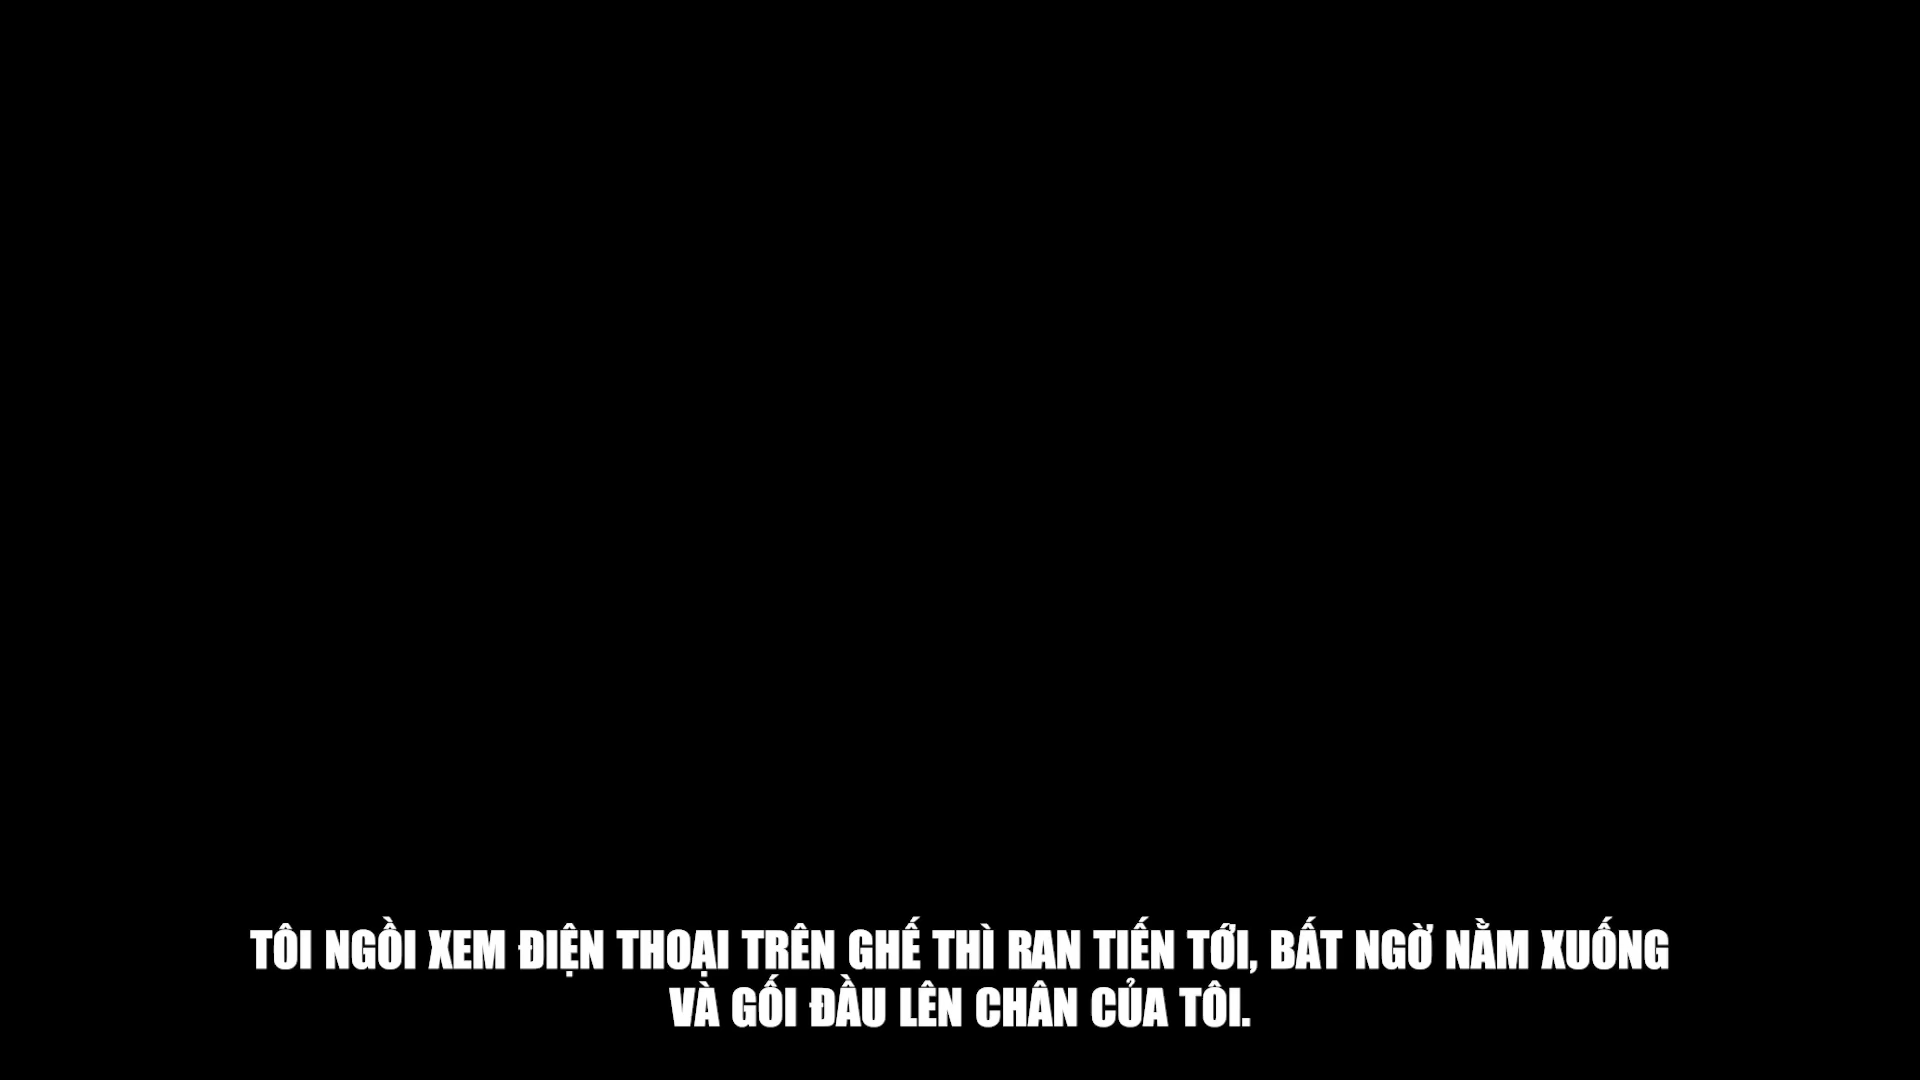 TÔI NGỒI XEM ĐIỆN THOẠI TRÊN GHẾ THÌ RAN TIẾN TỚI, BẤT NGỜ NẰM XUỐNG
VÀ GỐI ĐẦU LÊN CHÂN CỦA TÔI.